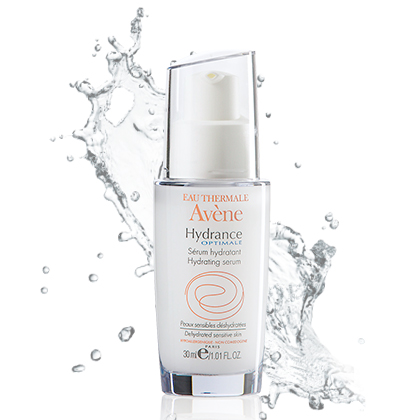 EAU THERMALE
Avène
Hydrance
OPTIMALE
Sérum hydratant
Hydrating serum
Peaux sensibles déshydratées
Dehydrated sensitive skin
PARIS
30 ml e/1.01 FL.OZ.